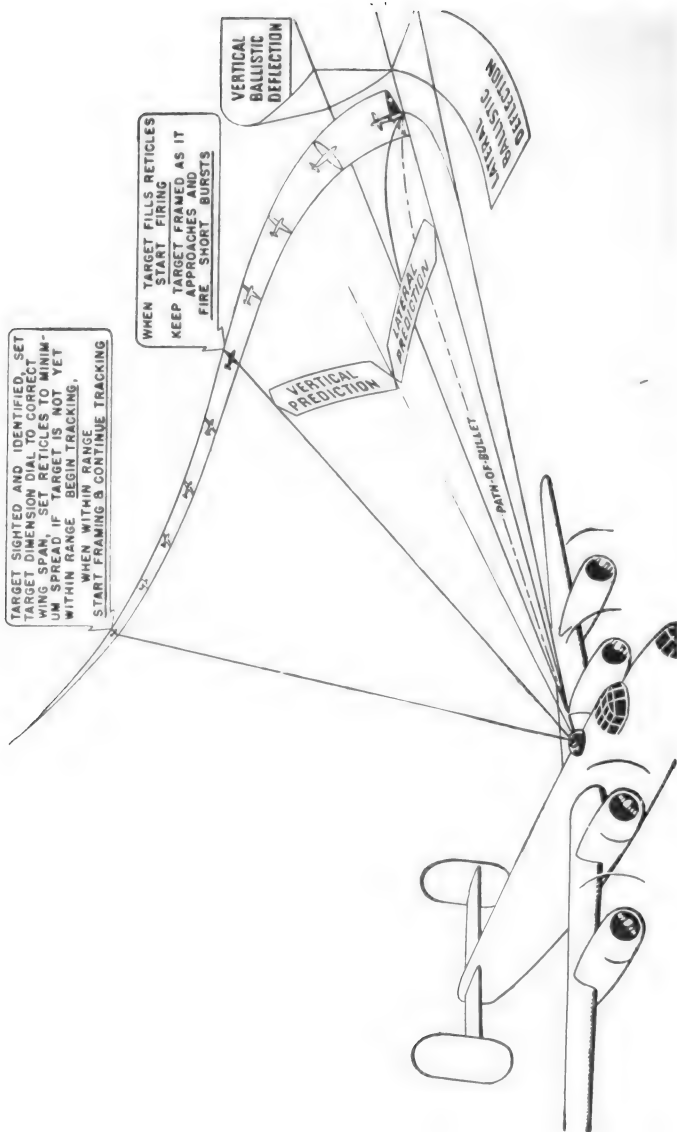 TARGET SIGHTED AND IDENTIFIED, SET
TARGET DIMENSION DIAL TO CORRECT
WING SPAN, SET RETICLES TO MINIM-
UM SPREAD IF TARGET IS NOT YET
WITHIN RANGE BEGIN TRACKING,
WHEN WITHIN RANGE
START FRAMING & CONTINUE TRACKING
WHEN TARGET FILLS RETICLES
START FIRING
KEEP TARGET FRAMED AS IT
APPROACHES AND
FIRE SHORT BURSTS
VERTICAL
BALLISTIC
DEFLECTION
VERTICAL
PREDICTION
LATERAL
PREDICTION
LATERAL
BALLISTIC
DEFLECTION
PATH-OF-BULLET